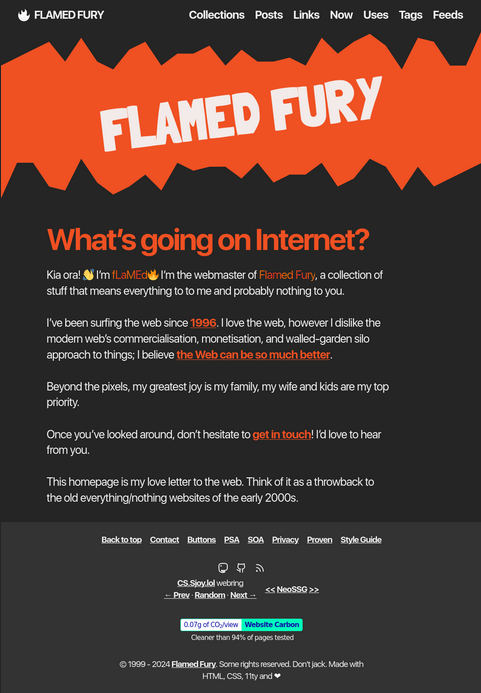 FLAMED FURY
Collections Posts Links Now Uses Tags Feeds
FLAMED FURY
What's going on Internet?
Kia ora! 👋 I'm fLaMEd🔥 I'm the webmaster of Flamed Fury, a collection of
stuff that means everything to to me and probably nothing to you.
I've been surfing the web since 1996. I love the web, however I dislike the
modern web's commercialisation, monetisation, and walled-garden silo
approach to things; I believe the Web can be so much better.
Beyond the pixels, my greatest joy is my family, my wife and kids are my top
priority.
Once you've looked around, don't hesitate to get in touch! I'd love to hear
from you.
This homepage is my love letter to the web. Think of it as a throwback to
the old everything/nothing websites of the early 2000s.
Back to top Contact Buttons PSA SOA Privacy Proven Style Guide
CS.Sjoy.lol webring
← Prev · Random · Next →
<< NeoSSG >>
0.07g of CO₂/view Website Carbon
Cleaner than 94% of pages tested
© 1999 - 2024 Flamed Fury. Some rights reserved. Don't jack. Made with
HTML, CSS, 11ty and ❤